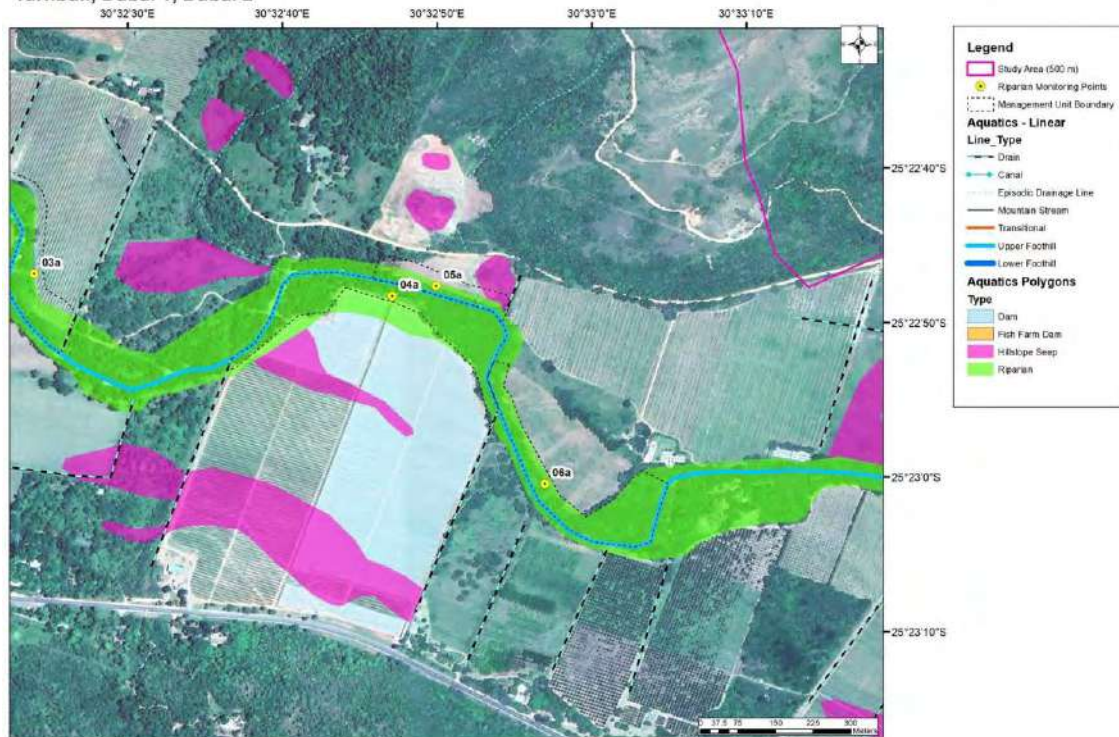 30°32'30"E 30°32'40"E 30°32'50"E 30°33'0"E 30°33'10"E
25°22'40"S
25°22'50"S
25°23'0"S
25°23'10"S
03a
04a
05a
06a
0 37.5 75 150 225 300
Meters
Legend
Study Area (500 m)
Riparian Monitoring Points
Management Unit Boundary
Aquatics - Linear
Line_Type
Drain
Canal
Episodic Drainage Line
Mountain Stream
Transitional
Upper Foothill
Lower Foothill
Aquatics Polygons
Type
Dam
Fish Farm Dam
Hillslope Seep
Riparian